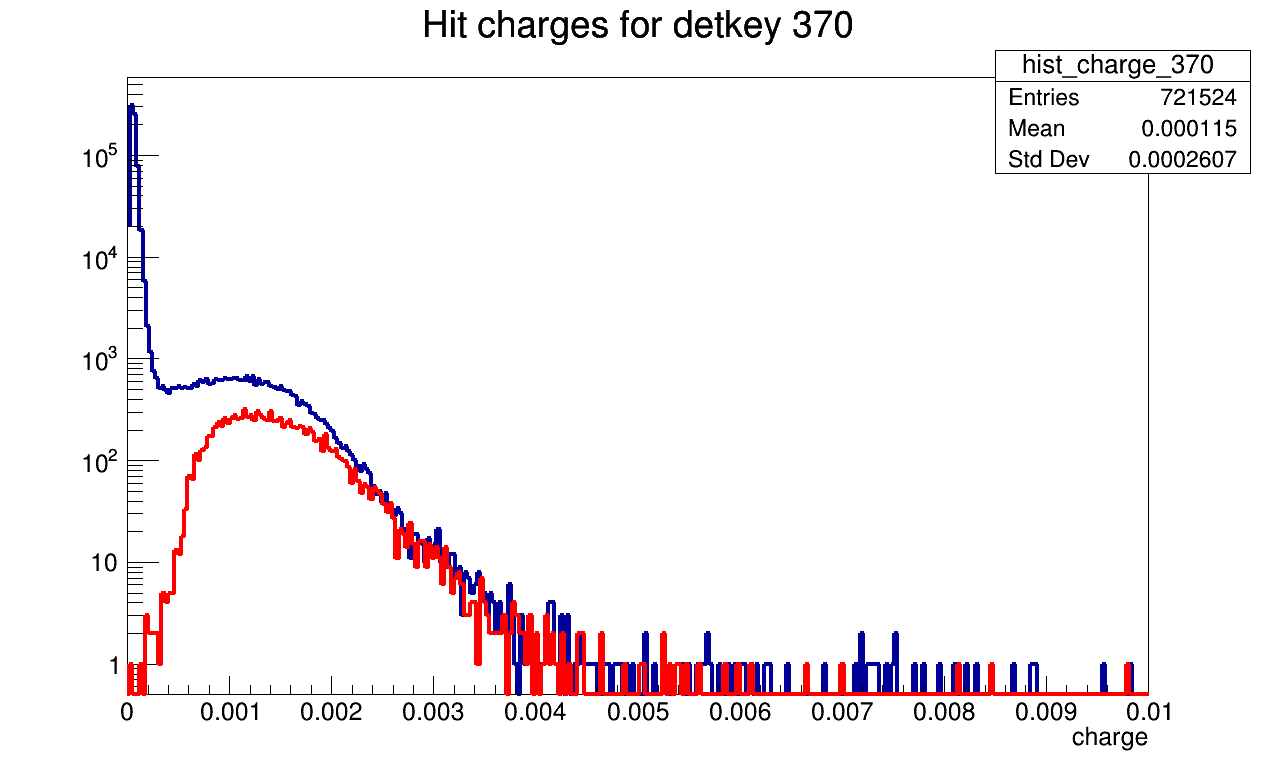 Hit charges for detkey 370
hist_charge_370
Entries 721524
Mean 0.000115
Std Dev 0.0002607
10^5
10^4
10^3
10^2
10
1
0 0.001 0.002 0.003 0.004 0.005 0.006 0.007 0.008 0.009 0.01
charge